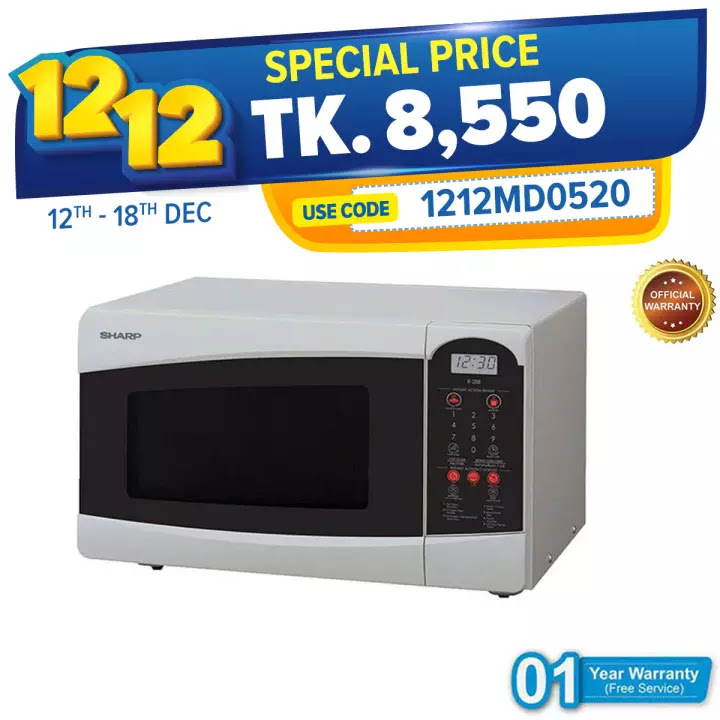 12
12
SPECIAL PRICE
TK. 8,550
12TH - 18TH DEC
USE CODE
1212MD0520
OFFICIAL
WARRANTY
SHARP
12:30
1 2 3
4 5 6
7 8 9
0
01
Year Warranty
(Free Service)